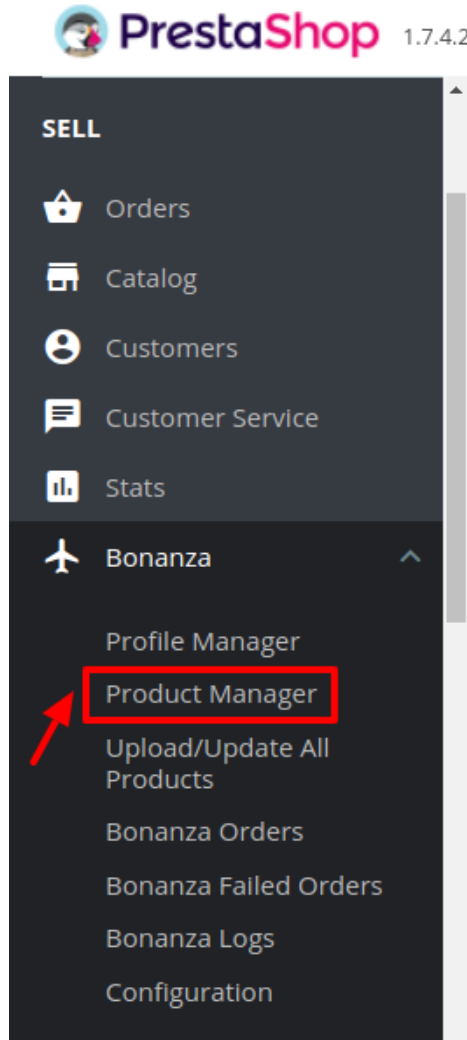 PrestaShop 1.7.4.2
SELL
Orders
Catalog
Customers
Customer Service
Stats
Bonanza
Profile Manager
Product Manager
Upload/Update All
Products
Bonanza Orders
Bonanza Failed Orders
Bonanza Logs
Configuration